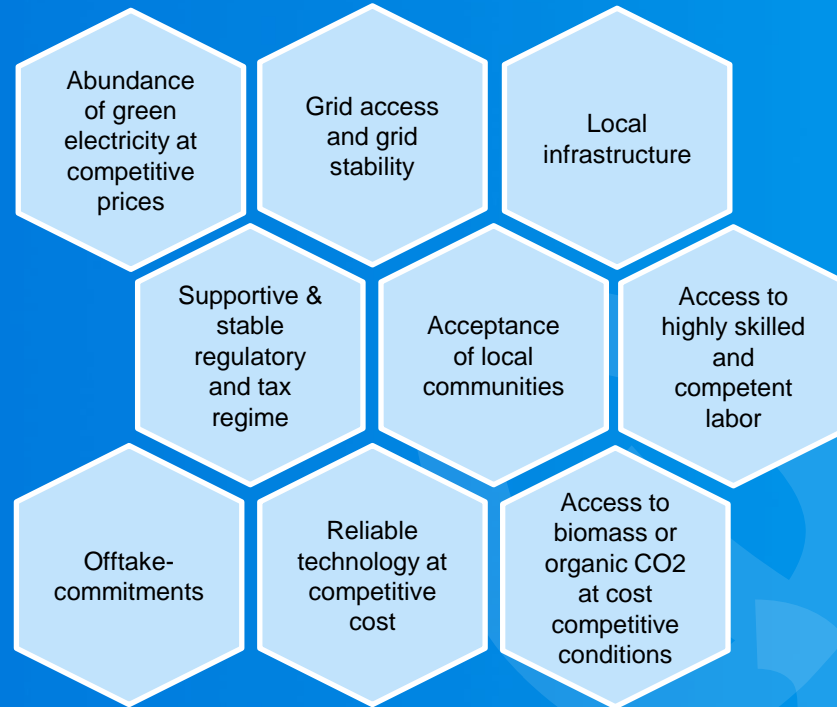 Abundance
of green
electricity at
competitive
prices
Grid access
and grid
stability
Local
infrastructure
Supportive &
stable
regulatory
and tax
regime
Acceptance
of local
communities
Access to
highly skilled
and
competent
labor
Offtake-
commitments
Reliable
technology at
competitive
cost
Access to
biomass or
organic CO2
at cost
competitive
conditions